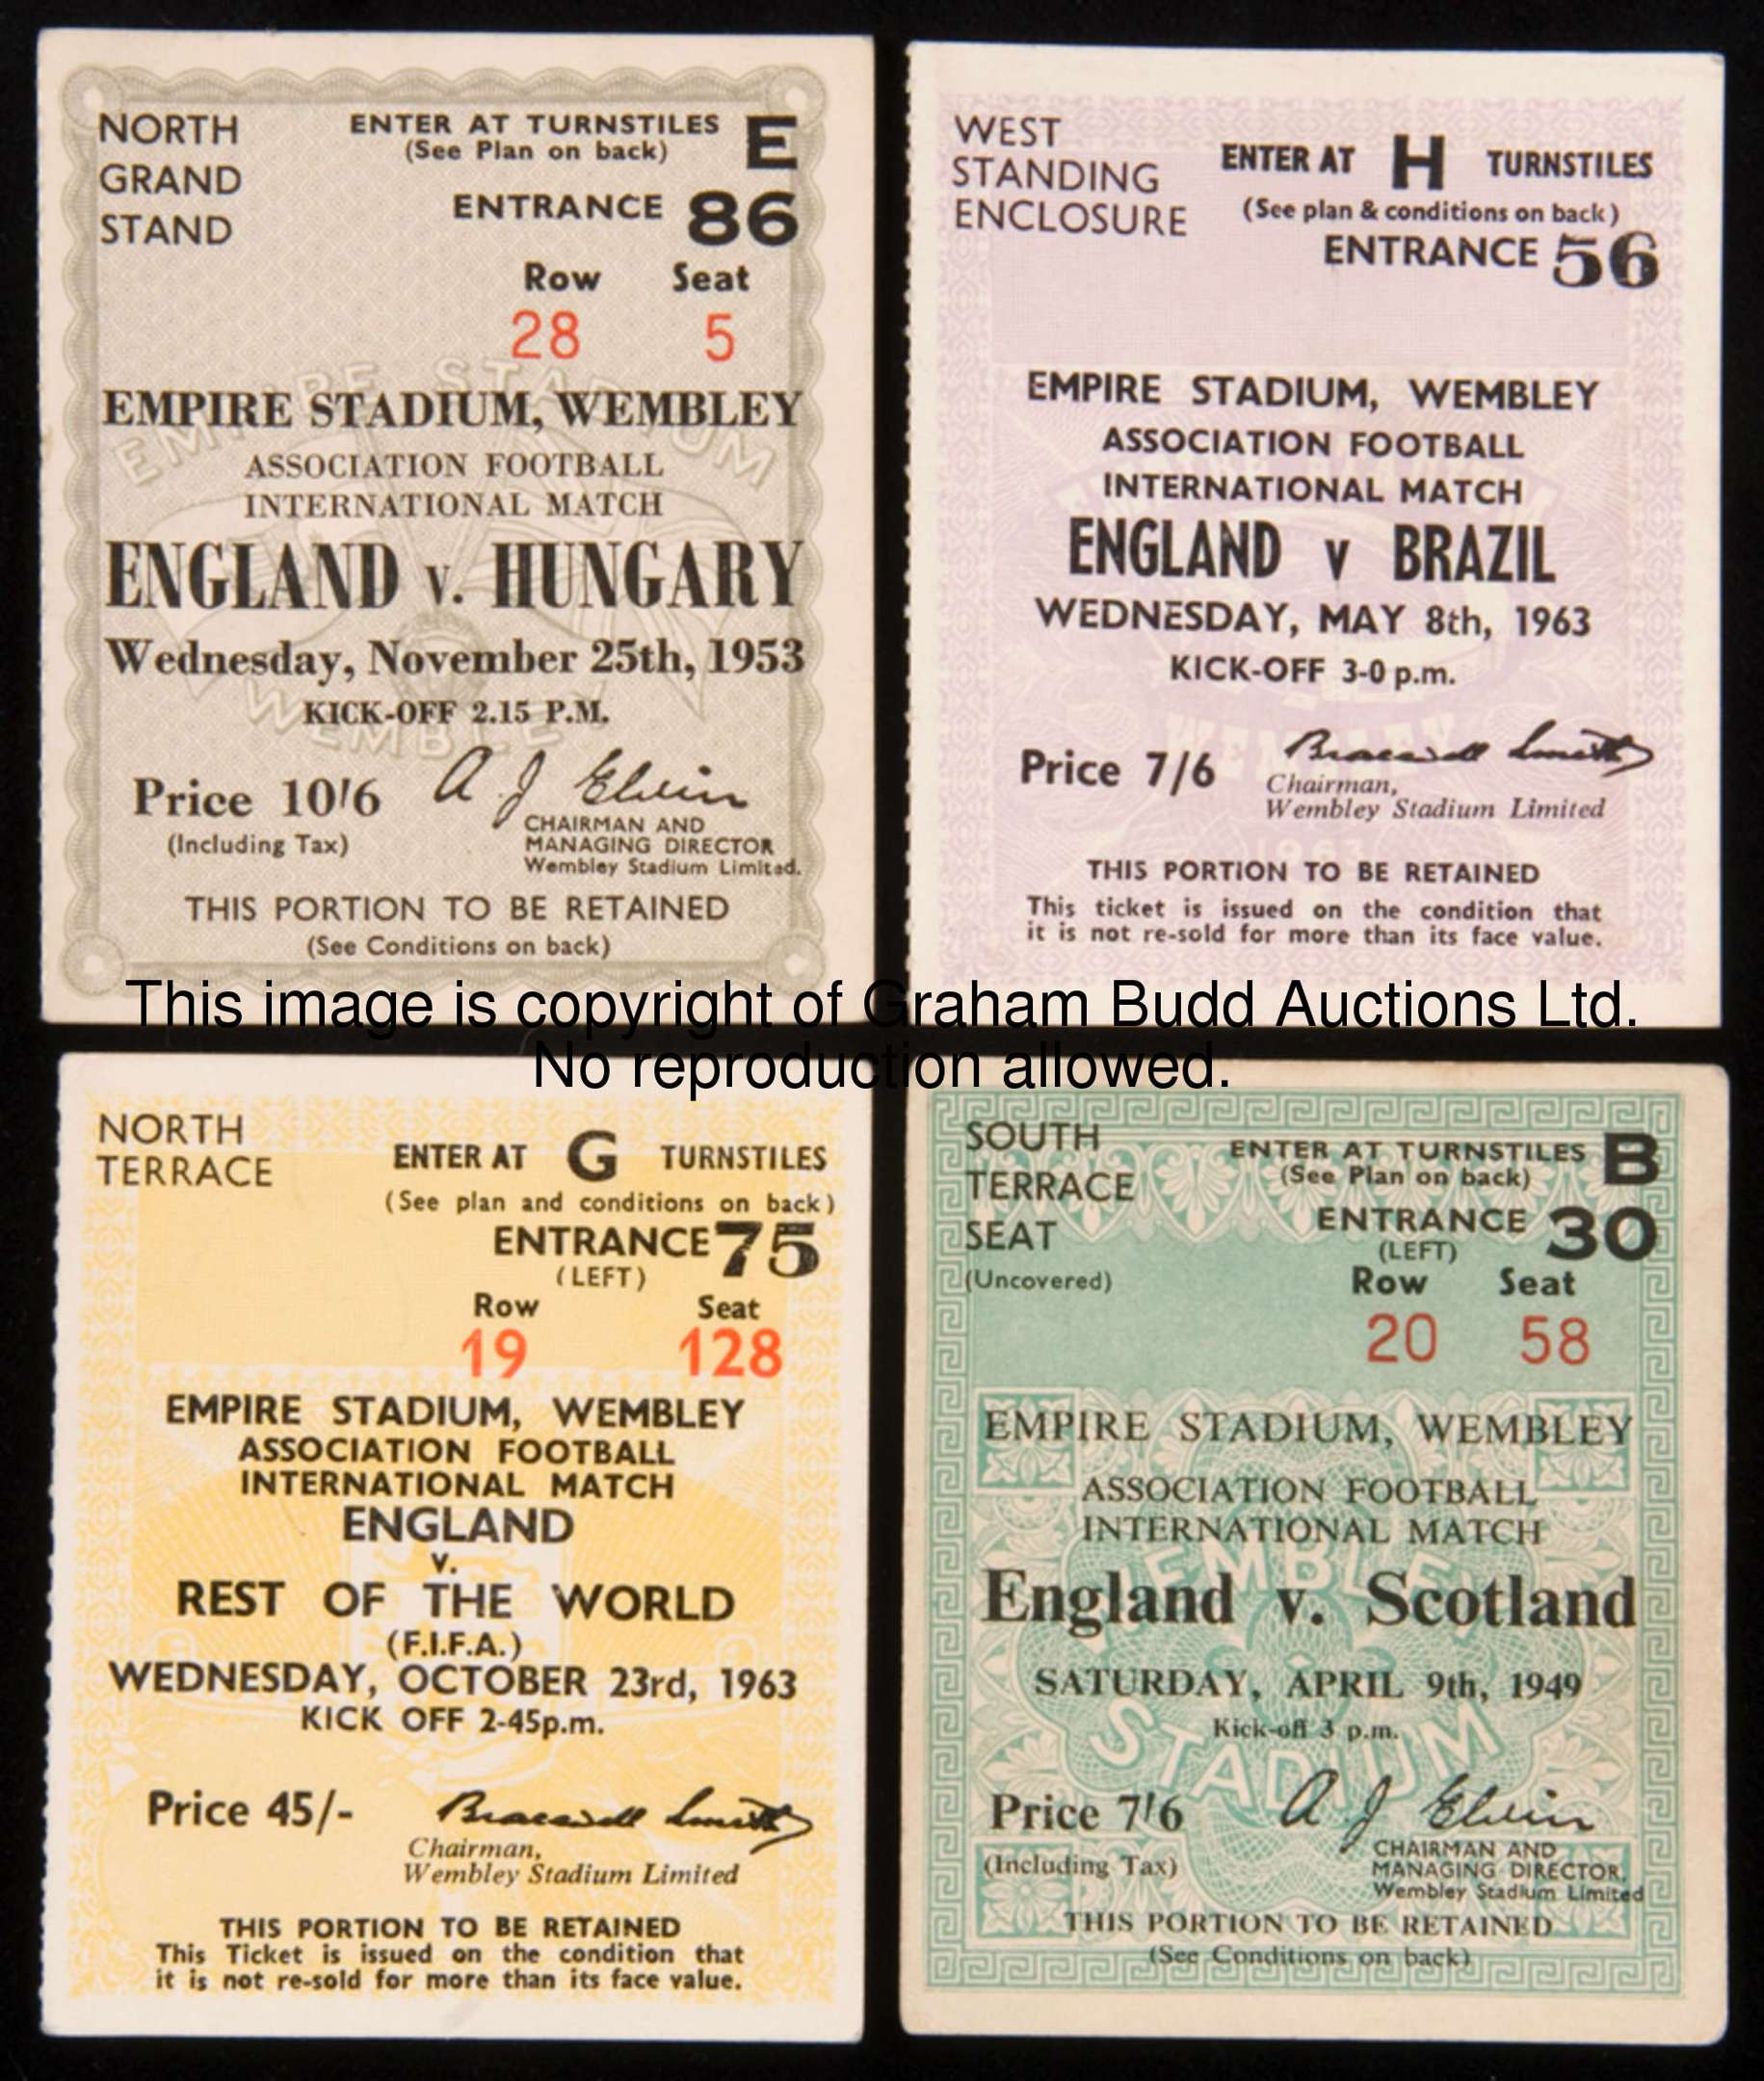 NORTH
GRAND
STAND
ENTER AT TURNSTILES E
(See Plan on back)
ENTRANCE 86
Row Seat
28 5
EMPIRE STADIUM
EMPIRE STADIUM, WEMBLEY
ASSOCIATION FOOTBALL
INTERNATIONAL MATCH
ENGLAND v. HUNGARY
Wednesday, November 25th, 1953
WEMBLEY
KICK-OFF 2.15 P.M.
Price 10/6
(Including Tax)
A J Elvin
CHAIRMAN AND
MANAGING DIRECTOR
Wembley Stadium Limited.
THIS PORTION TO BE RETAINED
(See Conditions on back)
WEST
STANDING
ENCLOSURE
ENTER AT H TURNSTILES
(See plan & conditions on back)
ENTRANCE 56
EMPIRE STADIUM, WEMBLEY
ASSOCIATION FOOTBALL
INTERNATIONAL MATCH
ENGLAND v BRAZIL
WEDNESDAY, MAY 8th, 1963
KICK-OFF 3-0 p.m.
WEMBLEY
Price 7/6
Bracewell Smith
Chairman,
Wembley Stadium Limited
1963
THIS PORTION TO BE RETAINED
This ticket is issued on the condition that
it is not re-sold for more than its face value.
This image is copyright of Graham Budd Auctions Ltd.
No reproduction allowed.
NORTH
TERRACE
ENTER AT G TURNSTILES
(See plan and conditions on back)
ENTRANCE 75
(LEFT)
Row Seat
19 128
EMPIRE STADIUM, WEMBLEY
ASSOCIATION FOOTBALL
INTERNATIONAL MATCH
ENGLAND
v.
REST OF THE WORLD
(F.I.F.A.)
WEDNESDAY, OCTOBER 23rd, 1963
KICK OFF 2-45p.m.
Price 45/-
Bracewell Smith
Chairman,
Wembley Stadium Limited
THIS PORTION TO BE RETAINED
This Ticket is issued on the condition that
it is not re-sold for more than its face value.
SOUTH
TERRACE
SEAT
(Uncovered)
ENTER AT TURNSTILES B
(See Plan on back)
ENTRANCE 30
(LEFT)
Row Seat
20 58
EMPIRE STADIUM, WEMBLEY
ASSOCIATION FOOTBALL
INTERNATIONAL MATCH
WEMBLEY
England v. Scotland
SATURDAY, APRIL 9th, 1949
STADIUM
Kick-off 3 p.m.
Price 7/6
(Including Tax)
A J Elvin
CHAIRMAN AND
MANAGING DIRECTOR,
Wembley Stadium Limited
THIS PORTION TO BE RETAINED
(See Conditions on back)